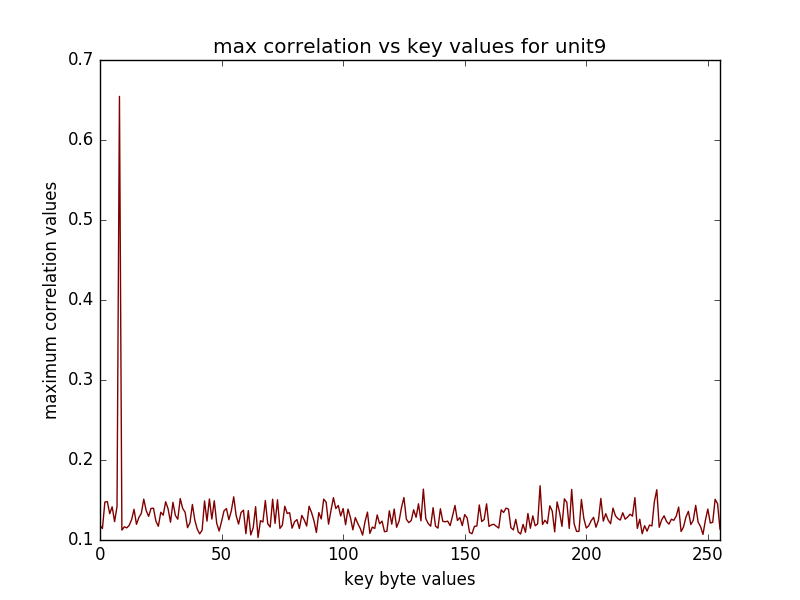 max correlation vs key values for unit9
0.7
0.6
0.5
0.4
0.3
0.2
0.1
maximum correlation values
0 50 100 150 200 250
key byte values